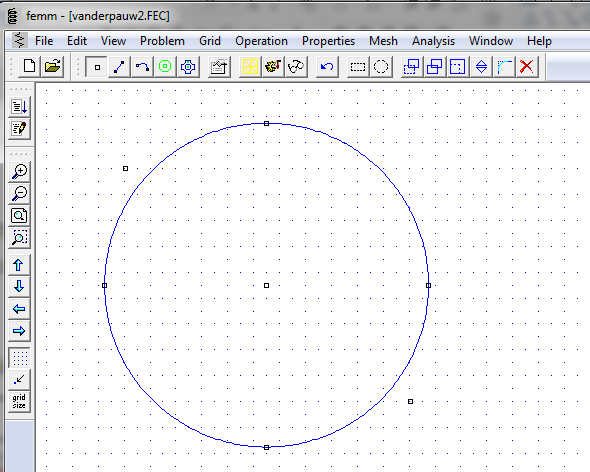 femm - [vanderpauw2.FEC]
File Edit View Problem Grid Operation Properties Mesh Analysis Window Help
grid
size